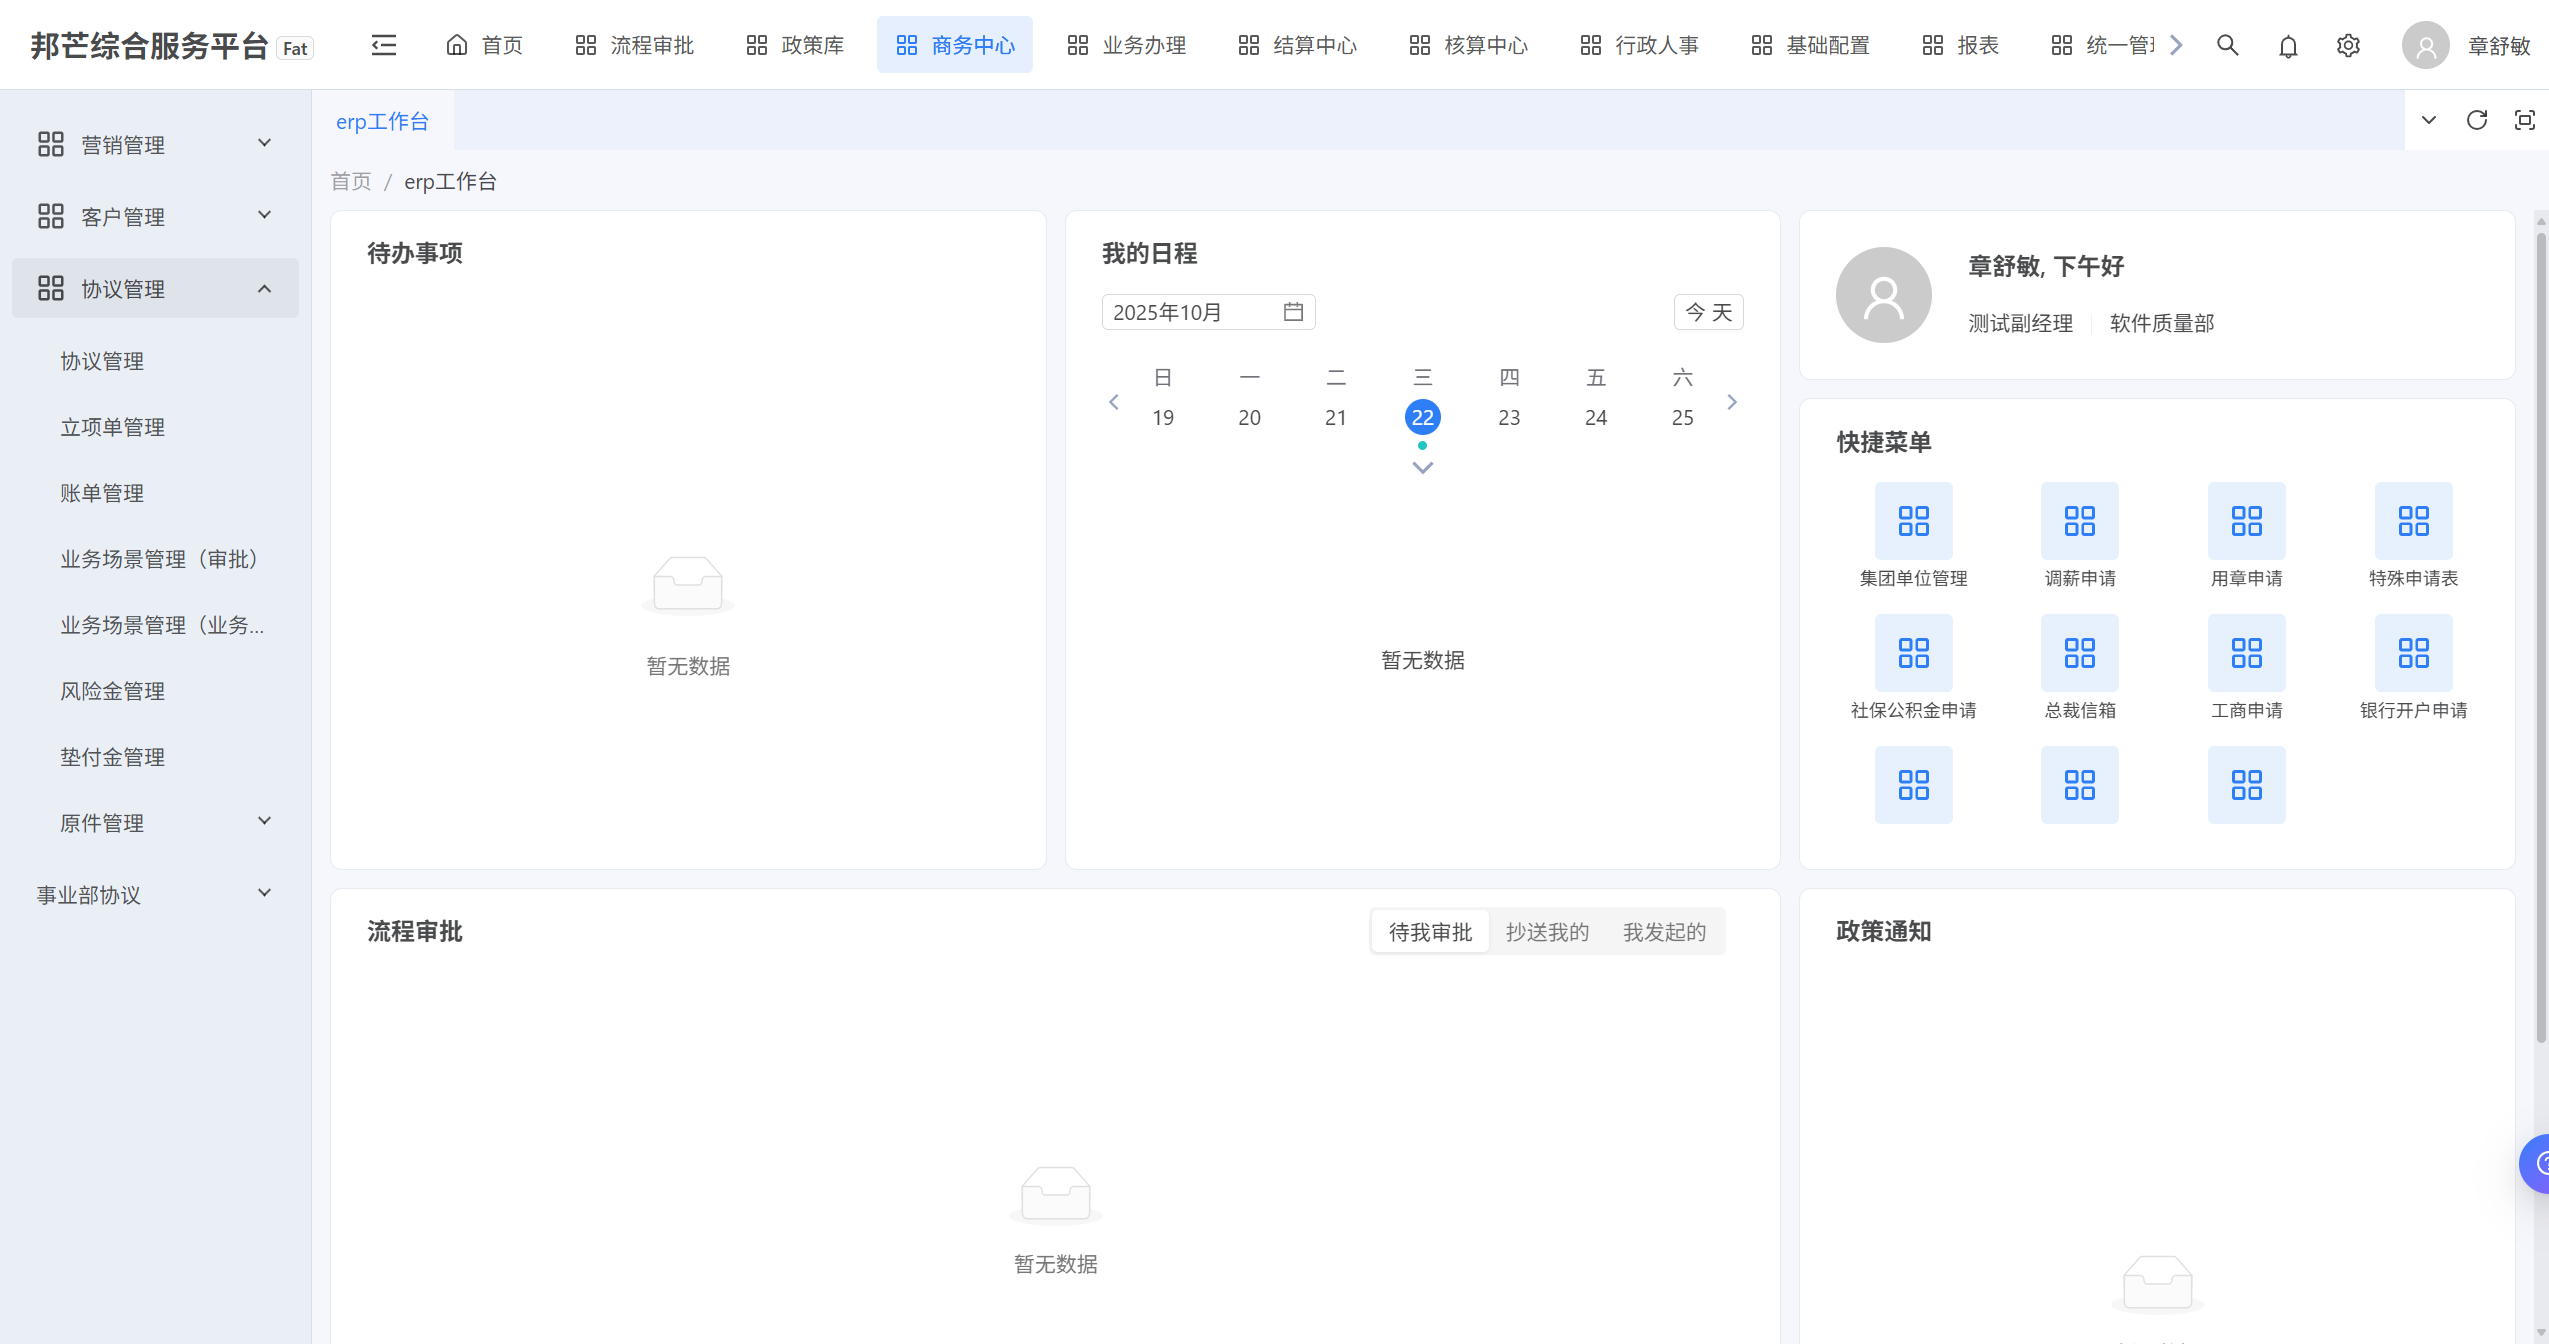 邦芒综合服务平台 Fat
首页
流程审批
政策库
商务中心
业务办理
结算中心
核算中心
行政人事
基础配置
报表
统一管
章舒敏
营销管理
客户管理
协议管理
协议管理
立项单管理
账单管理
业务场景管理（审批）
业务场景管理（业务...
风险金管理
垫付金管理
原件管理
事业部协议
erp工作台
首页 / erp工作台
待办事项
暂无数据
我的日程
2025年10月
今 天
日 一 二 三 四 五 六
19 20 21 22 23 24 25
暂无数据
章舒敏, 下午好
测试副经理 软件质量部
快捷菜单
集团单位管理 调薪申请 用章申请 特殊申请表
社保公积金申请 总裁信箱 工商申请 银行开户申请
流程审批
待我审批 抄送我的 我发起的
暂无数据
政策通知